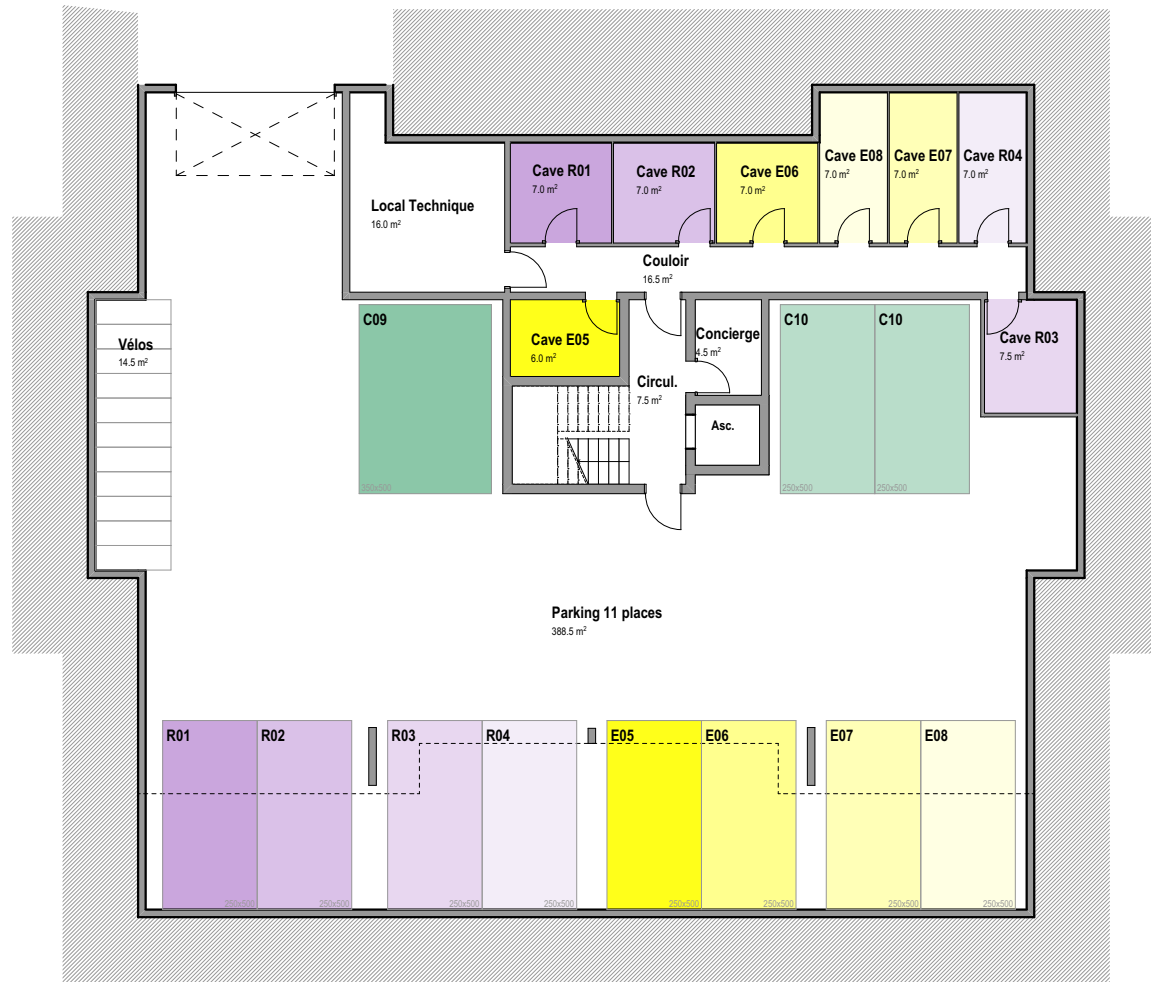 Cave E08
7.0 m²
Cave E07
7.0 m²
Cave R04
7.0 m²
Cave R01
7.0 m²
Cave R02
7.0 m²
Cave E06
7.0 m²
Local Technique
16.0 m²
Couloir
16.5 m²
C09
350x500
Cave E05
6.0 m²
Concierge
4.5 m²
C10
250x500
C10
250x500
Cave R03
7.5 m²
Vélos
14.5 m²
Circul.
7.5 m²
Asc.
Parking 11 places
388.5 m²
R01
250x500
R02
250x500
R03
250x500
R04
250x500
E05
250x500
E06
250x500
E07
250x500
E08
250x500